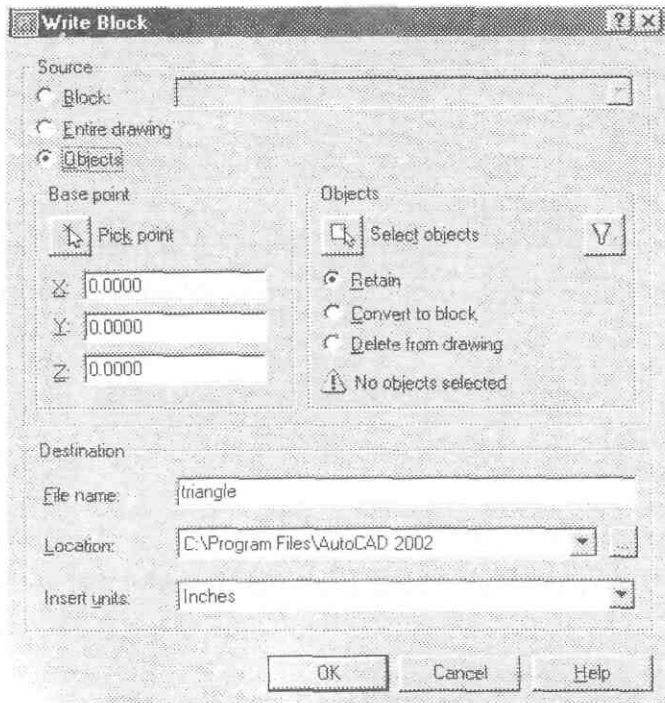 Write Block
Source
Block:
Entire drawing
Objects
Base point
Pick point
X: 0.0000
Y: 0.0000
Z: 0.0000
Objects
Select objects
Retain
Convert to block
Delete from drawing
No objects selected
Destination
File name: triangle
Location: C:\Program Files\AutoCAD 2002 ...
Insert units: Inches
OK Cancel Help